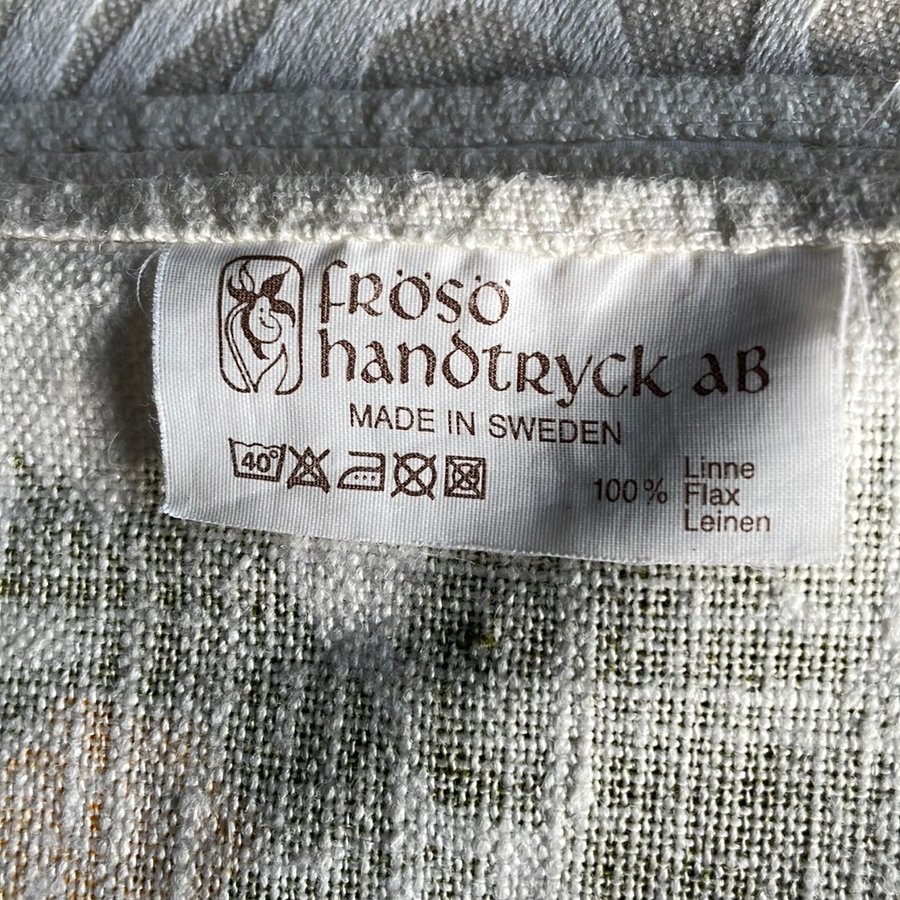 fRÖSÖ
handtRyck aB
MADE IN SWEDEN
40°
100% Linne
Flax
Leinen